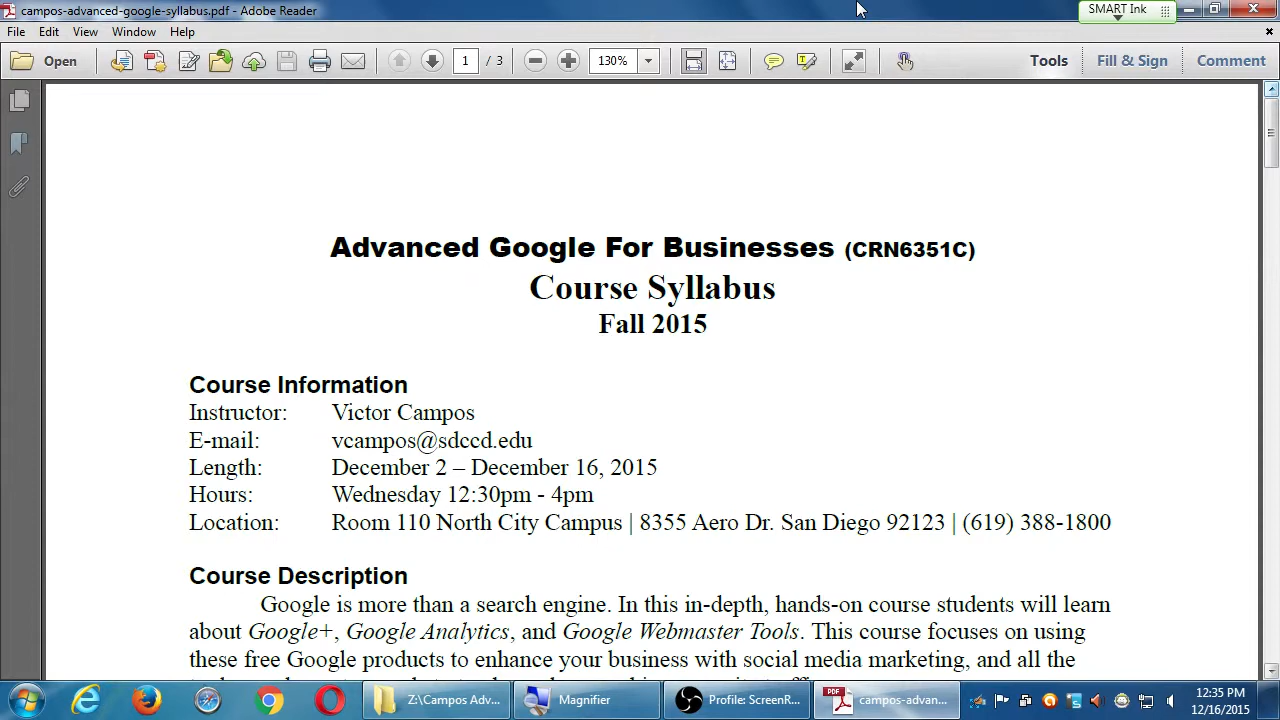 campos-advanced-google-syllabus.pdf - Adobe Reader
SMART Ink
File Edit View Window Help
Open 1 / 3 130% Tools Fill & Sign Comment
Advanced Google For Businesses (CRN6351C)
Course Syllabus
Fall 2015
Course Information
Instructor: Victor Campos
E-mail: vcampos@sdccd.edu
Length: December 2 – December 16, 2015
Hours: Wednesday 12:30pm - 4pm
Location: Room 110 North City Campus | 8355 Aero Dr. San Diego 92123 | (619) 388-1800
Course Description
Google is more than a search engine. In this in-depth, hands-on course students will learn
about Google+, Google Analytics, and Google Webmaster Tools. This course focuses on using
these free Google products to enhance your business with social media marketing, and all the
Z:\Campos Adv... Magnifier Profile: ScreenR... campos-advan... 12:35 PM
12/16/2015